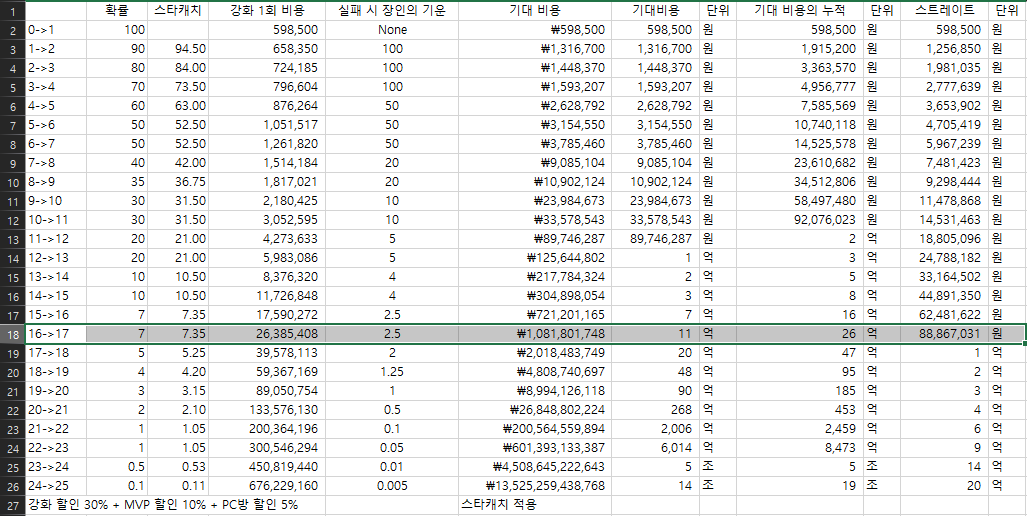 1 확률 스타캐치 강화 1회 비용 실패 시 장인의 기운 기대 비용 기대비용 단위 기대 비용의 누적 단위 스트레이트 단위
2 0->1 100 598,500 None ₩598,500 598,500 원 598,500 원 598,500 원
3 1->2 90 94.50 658,350 100 ₩1,316,700 1,316,700 원 1,915,200 원 1,256,850 원
4 2->3 80 84.00 724,185 100 ₩1,448,370 1,448,370 원 3,363,570 원 1,981,035 원
5 3->4 70 73.50 796,604 100 ₩1,593,207 1,593,207 원 4,956,777 원 2,777,639 원
6 4->5 60 63.00 876,264 50 ₩2,628,792 2,628,792 원 7,585,569 원 3,653,902 원
7 5->6 50 52.50 1,051,517 50 ₩3,154,550 3,154,550 원 10,740,118 원 4,705,419 원
8 6->7 50 52.50 1,261,820 50 ₩3,785,460 3,785,460 원 14,525,578 원 5,967,239 원
9 7->8 40 42.00 1,514,184 20 ₩9,085,104 9,085,104 원 23,610,682 원 7,481,423 원
10 8->9 35 36.75 1,817,021 20 ₩10,902,124 10,902,124 원 34,512,806 원 9,298,444 원
11 9->10 30 31.50 2,180,425 10 ₩23,984,673 23,984,673 원 58,497,480 원 11,478,868 원
12 10->11 30 31.50 3,052,595 10 ₩33,578,543 33,578,543 원 92,076,023 원 14,531,463 원
13 11->12 20 21.00 4,273,633 5 ₩89,746,287 89,746,287 원 2 억 18,805,096 원
14 12->13 20 21.00 5,983,086 5 ₩125,644,802 1 억 3 억 24,788,182 원
15 13->14 10 10.50 8,376,320 4 ₩217,784,324 2 억 5 억 33,164,502 원
16 14->15 10 10.50 11,726,848 4 ₩304,898,054 3 억 8 억 44,891,350 원
17 15->16 7 7.35 17,590,272 2.5 ₩721,201,165 7 억 16 억 62,481,622 원
18 16->17 7 7.35 26,385,408 2.5 ₩1,081,801,748 11 억 26 억 88,867,031 원
19 17->18 5 5.25 39,578,113 2 ₩2,018,483,749 20 억 47 억 1 억
20 18->19 4 4.20 59,367,169 1.25 ₩4,808,740,697 48 억 95 억 2 억
21 19->20 3 3.15 89,050,754 1 ₩8,994,126,118 90 억 185 억 3 억
22 20->21 2 2.10 133,576,130 0.5 ₩26,848,802,224 268 억 453 억 4 억
23 21->22 1 1.05 200,364,196 0.1 ₩200,564,559,894 2,006 억 2,459 억 6 억
24 22->23 1 1.05 300,546,294 0.05 ₩601,393,133,387 6,014 억 8,473 억 9 억
25 23->24 0.5 0.53 450,819,440 0.01 ₩4,508,645,222,643 5 조 5 조 14 억
26 24->25 0.1 0.11 676,229,160 0.005 ₩13,525,259,438,768 14 조 19 조 20 억
27 강화 할인 30% + MVP 할인 10% + PC방 할인 5% 스타캐치 적용